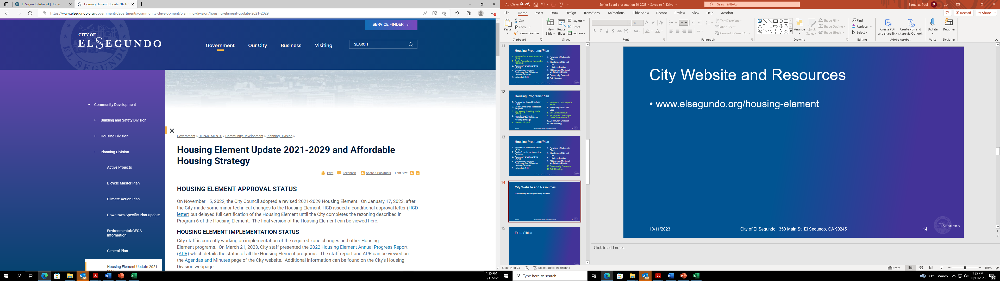 El Segundo Intranet | Home
Housing Element Update 2021-2
https://www.elsegundo.org/government/departments/community-development/planning-division/housing-element-update-2021-2029
SERVICE FINDER
CITY OF
EL SEGUNDO
Government
Our City
Business
Visiting
SEARCH
- Community Development
+ Building and Safety Division
+ Housing Division
- Planning Division
Active Projects
Bicycle Master Plan
Climate Action Plan
Downtown Specific Plan Update
Environmental/CEQA
Information
General Plan
Housing Element Update 2021-
Government » DEPARTMENTS » Community Development » Planning Division »
Housing Element Update 2021-2029 and Affordable
Housing Strategy
Print Feedback Share & Bookmark Font Size:
HOUSING ELEMENT APPROVAL STATUS
On November 15, 2022, the City Council adopted a revised 2021-2029 Housing Element. On January 17, 2023, after
the City made some minor technical changes to the Housing Element, HCD issued a conditional approval letter (HCD
letter) but delayed full certification of the Housing Element until the City completes the rezoning described in
Program 6 of the Housing Element. The final version of the Housing Element can be viewed here.
HOUSING ELEMENT IMPLEMENTATION STATUS
City staff is currently working on implementation of the required zone changes and other Housing
Element programs. On March 21, 2023, City staff presented the 2022 Housing Element Annual Progress Report
(APR) which details the status of all the Housing Element programs. The staff report and APR can be viewed on
the Agendas and Minutes page of the City website. Additional information can be found on the City's Housing
Division webpage.
1:35 PM
10/11/2023
AutoSave Off
Senior Board presentation 10-2023 • Saved to P: Drive
Search (Alt+Q)
Samaras, Paul SP
File Home Insert Draw Design Transitions Animations Slide Show Record Review View Help Acrobat
Record Share
Paste
Cut
Copy
Format Painter
Clipboard
New
Slide
Reuse
Slides
Layout
Reset
Section
Slides
28
Font
Text Direction
Align Text
Convert to SmartArt
Paragraph
Arrange
Quick
Styles
Shape Fill
Shape Outline
Shape Effects
Drawing
Find
Replace
Select
Editing
Create PDF
and share link
Create PDF and
share via Outlook
Adobe Acrobat
Dictate
Voice
Designer
Designer
11
Housing Programs/Plan
1. Residential Sound Insulation
(RSI)
2. Code Compliance Inspection
Program
3. Accessory Dwelling Units
(ADU)
4. Inclusionary Housing
Ordinance and Affordable
Housing Strategy
5. Urban Lot Split
6. Provision of Adequate
Sites
7. Monitoring of No Net
Loss
8. Lot Consolidation
9. El Segundo Municipal
Code Amendments
10. Community Outreach
11. Fair Housing
12
Housing Programs/Plan
1. Residential Sound Insulation
(RSI)
2. Code Compliance Inspection
Program
3. Accessory Dwelling Units
(ADU)
4. Inclusionary Housing
Ordinance and Affordable
Housing Strategy
5. Urban Lot Split
6. Provision of Adequate
Sites
7. Monitoring of No Net
Loss
8. Lot Consolidation
9. El Segundo Municipal
Code Amendments
10. Community Outreach
11. Fair Housing
13
Housing Programs/Plan
1. Residential Sound Insulation
(RSI)
2. Code Compliance Inspection
Program
3. Accessory Dwelling Units
(ADU)
4. Inclusionary Housing
Ordinance and Affordable
Housing Strategy
5. Urban Lot Split
6. Provision of Adequate
Sites
7. Monitoring of No Net
Loss
8. Lot Consolidation
9. El Segundo Municipal
Code Amendments
10. Community Outreach
11. Fair Housing
14
City Website and Resources
• www.elsegundo.org/housing-element
15
Extra Slides
City Website and Resources
• www.elsegundo.org/housing-element
10/11/2023
City of El Segundo | 350 Main St. El Segundo, CA 90245
14
EL SEGUNDO
Click to add notes
Slide 14 of 23
Accessibility: Investigate
Notes
103%
Type here to search
71°F Windy
1:35 PM
10/11/2023
20